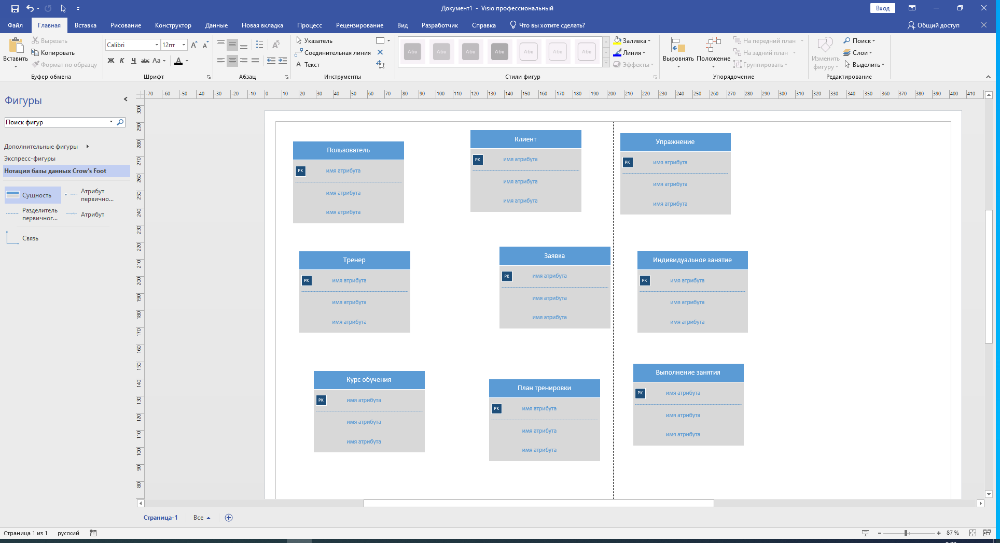 Документ1 - Visio профессиональный
Вход
Файл
Главная
Вставка
Рисование
Конструктор
Данные
Новая вкладка
Процесс
Рецензирование
Вид
Разработчик
Справка
Что вы хотите сделать?
Общий доступ
Вставить
Вырезать
Копировать
Формат по образцу
Буфер обмена
Calibri
12пт
Ж К Ч abc Aa A
Шрифт
Абзац
Указатель
Соединительная линия
Текст
Инструменты
Абв Абв Абв Абв Абв Абв Абв
Стили фигур
Заливка
Линия
Эффекты
Выровнять
Положение
На передний план
На задний план
Группировать
Упорядочение
Изменить
фигуру
Поиск
Слои
Выделить
Редактирование
Фигуры
Поиск фигур
Дополнительные фигуры
Экспресс-фигуры
Нотация базы данных Crow's Foot
Сущность
Атрибут
первично...
Разделитель
первичног...
Атрибут
Связь
-70 -60 -50 -40 -30 -20 -10 0 10 20 30 40 50 60 70 80 90 100 110 120 130 140 150 160 170 180 190 200 210 220 230 240 250 260 270 280 290 300 310 320 330 340 350 360 370 380 390 400 410
300
290
280
270
260
250
240
230
220
210
200
190
180
170
160
150
140
130
120
110
100
90
80
Пользователь
PK имя атрибута
имя атрибута
имя атрибута
Клиент
PK имя атрибута
имя атрибута
имя атрибута
Упражнение
PK имя атрибута
имя атрибута
имя атрибута
Тренер
PK имя атрибута
имя атрибута
имя атрибута
Заявка
PK имя атрибута
имя атрибута
имя атрибута
Индивидуальное занятие
PK имя атрибута
имя атрибута
имя атрибута
Курс обучения
PK имя атрибута
имя атрибута
имя атрибута
План тренировки
PK имя атрибута
имя атрибута
имя атрибута
Выполнение занятия
PK имя атрибута
имя атрибута
имя атрибута
Страница-1
Все
Страница 1 из 1
русский
87 %